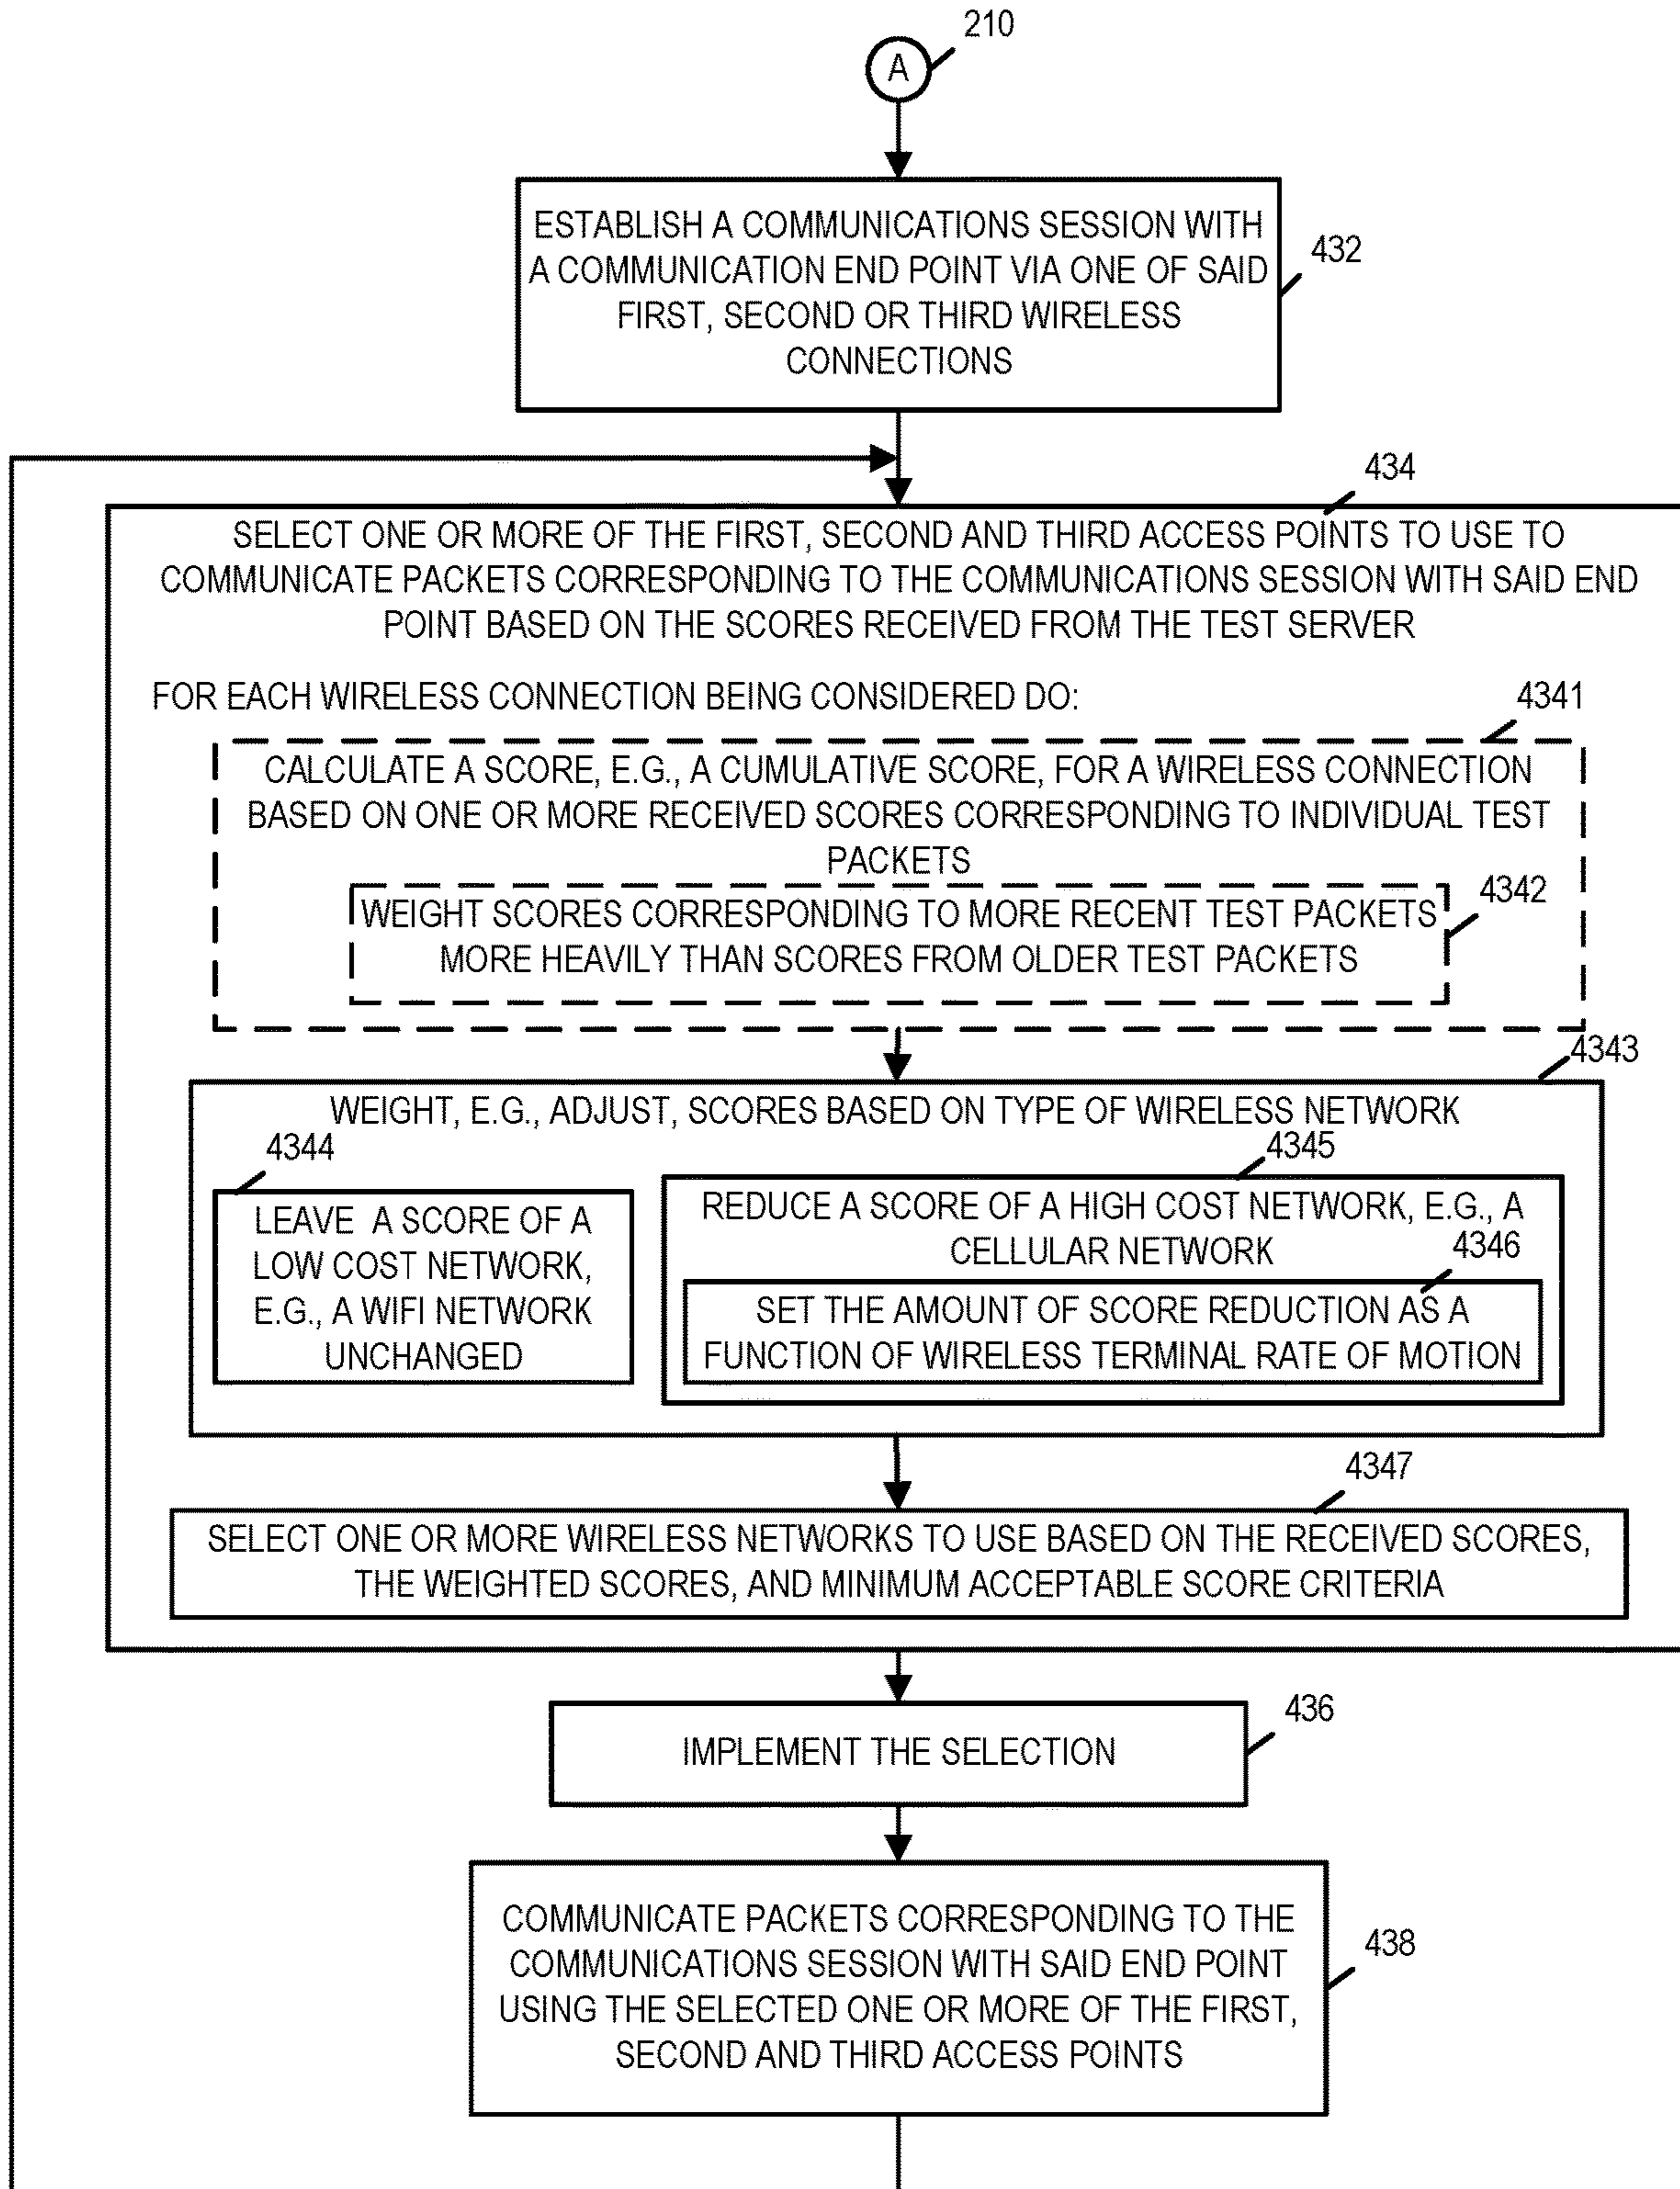 210
A
ESTABLISH A COMMUNICATIONS SESSION WITH
A COMMUNICATION END POINT VIA ONE OF SAID
FIRST, SECOND OR THIRD WIRELESS
CONNECTIONS
432
434
SELECT ONE OR MORE OF THE FIRST, SECOND AND THIRD ACCESS POINTS TO USE TO
COMMUNICATE PACKETS CORRESPONDING TO THE COMMUNICATIONS SESSION WITH SAID END
POINT BASED ON THE SCORES RECEIVED FROM THE TEST SERVER
FOR EACH WIRELESS CONNECTION BEING CONSIDERED DO:
4341
CALCULATE A SCORE, E.G., A CUMULATIVE SCORE, FOR A WIRELESS CONNECTION
BASED ON ONE OR MORE RECEIVED SCORES CORRESPONDING TO INDIVIDUAL TEST
PACKETS
4342
WEIGHT SCORES CORRESPONDING TO MORE RECENT TEST PACKETS
MORE HEAVILY THAN SCORES FROM OLDER TEST PACKETS
4343
WEIGHT, E.G., ADJUST, SCORES BASED ON TYPE OF WIRELESS NETWORK
4344
LEAVE A SCORE OF A
LOW COST NETWORK,
E.G., A WIFI NETWORK
UNCHANGED
4345
REDUCE A SCORE OF A HIGH COST NETWORK, E.G., A
CELLULAR NETWORK
4346
SET THE AMOUNT OF SCORE REDUCTION AS A
FUNCTION OF WIRELESS TERMINAL RATE OF MOTION
4347
SELECT ONE OR MORE WIRELESS NETWORKS TO USE BASED ON THE RECEIVED SCORES,
THE WEIGHTED SCORES, AND MINIMUM ACCEPTABLE SCORE CRITERIA
436
IMPLEMENT THE SELECTION
COMMUNICATE PACKETS CORRESPONDING TO THE
COMMUNICATIONS SESSION WITH SAID END POINT
USING THE SELECTED ONE OR MORE OF THE FIRST,
SECOND AND THIRD ACCESS POINTS
438